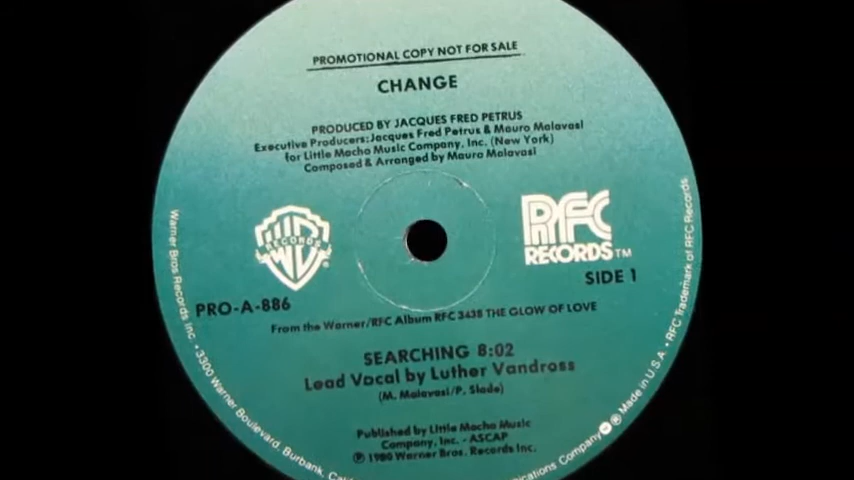 PROMOTIONAL COPY NOT FOR SALE
CHANGE
PRODUCED BY JACQUES FRED PETRUS
Executive Producers: Jacques Fred Petrus & Mauro Malavasi
for Little Macho Music Company, Inc. (New York)
Composed & Arranged by Mauro Malavasi
W RECORDS
RFC
RECORDS™
SIDE 1
PRO-A-886
From the Warner/RFC Album RFC 3438 THE GLOW OF LOVE
SEARCHING 8:02
Lead Vocal by Luther Vandross
(M. Malavasi/P. Slade)
Published by Little Macho Music
Company, Inc. - ASCAP
℗ 1980 Warner Bros. Records Inc.
Warner Bros Records Inc. • 3300 Warner Boulevard, Burbank,
Communications Company
® Made in U.S.A. • RFC Trademark of RFC Records